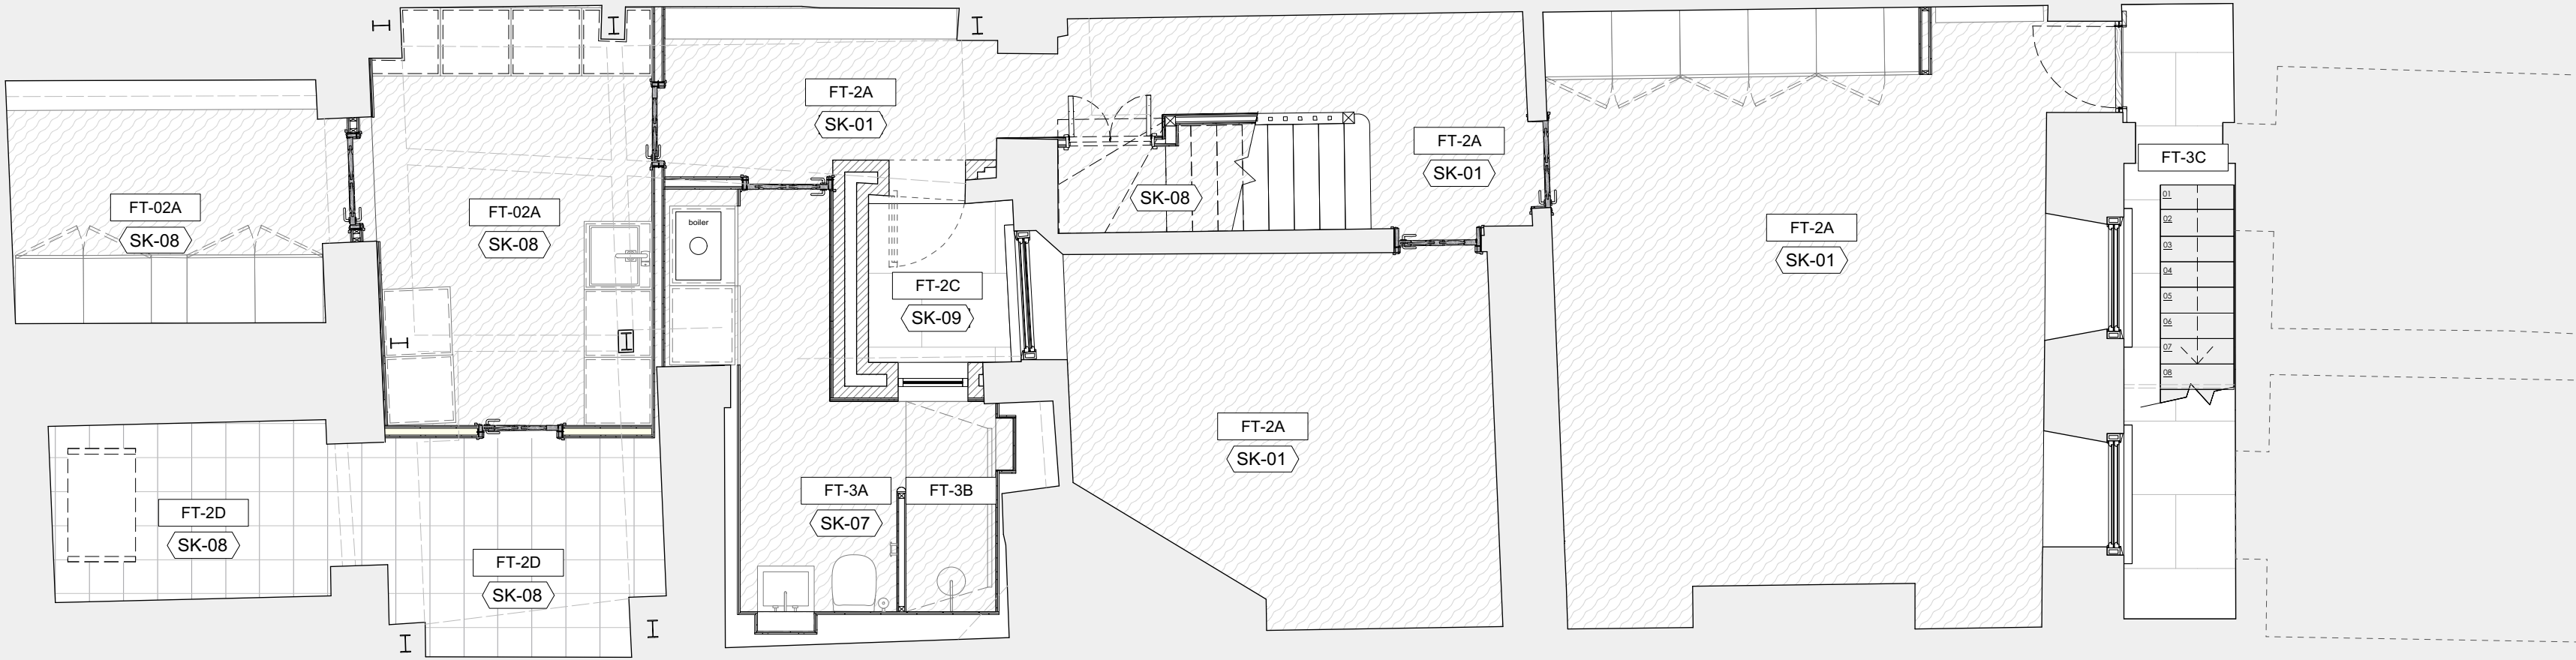 FT-2A
SK-01
FT-2A
SK-01
FT-3C
01
02
03
04
05
06
07
08
FT-02A
SK-08
FT-02A
SK-08
boiler
SK-08
FT-2A
SK-01
FT-2C
SK-09
FT-2A
SK-01
FT-3A
SK-07
FT-3B
FT-2D
SK-08
FT-2D
SK-08